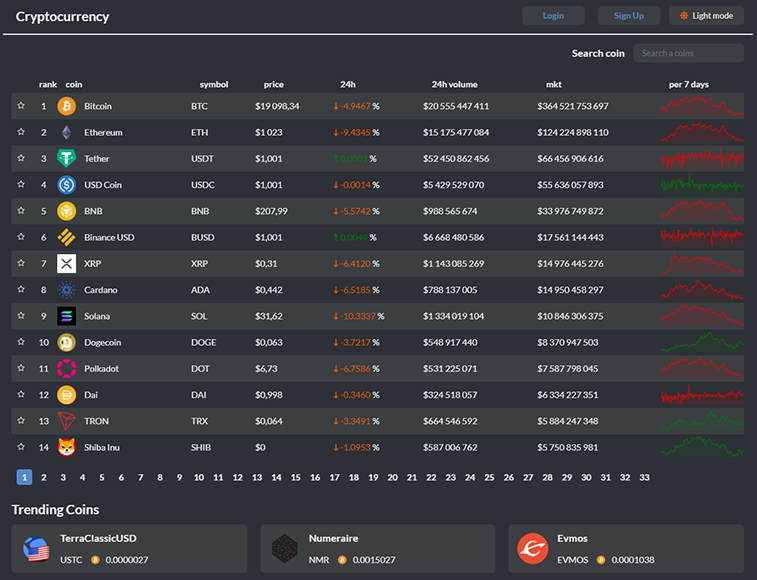 Cryptocurrency Login Sign Up Light mode
Search coin Search a coins
rank coin symbol price 24h 24h volume mkt per 7 days
1 Bitcoin BTC $19 098,34 ↓-4.9467 % $20 555 447 411 $364 521 753 697
2 Ethereum ETH $1 023 ↓-9.4345 % $15 175 477 084 $124 224 898 110
3 Tether USDT $1,001 % $52 450 862 456 $66 456 906 616
4 USD Coin USDC $1,001 ↓-0.0014 % $5 429 529 070 $55 636 057 893
5 BNB BNB $207,99 ↓-5.5742 % $988 565 674 $33 976 749 872
6 Binance USD BUSD $1,001 ↑0.0049 % $6 668 480 586 $17 561 144 443
7 XRP XRP $0,31 ↓-6.4120 % $1 143 085 269 $14 976 445 276
8 Cardano ADA $0,442 ↓-6.5185 % $788 137 005 $14 950 458 297
9 Solana SOL $31,62 ↓-10.3337 % $1 334 019 104 $10 846 306 375
10 Dogecoin DOGE $0,063 ↓-3.7217 % $548 917 440 $8 370 947 503
11 Polkadot DOT $6,73 ↓-6.7586 % $531 225 071 $7 587 798 045
12 Dai DAI $0,998 ↓-0.3460 % $324 518 057 $6 334 227 351
13 TRON TRX $0,064 ↓-3.3491 % $664 546 592 $5 884 247 348
14 Shiba Inu SHIB $0 ↓-1.0953 % $587 006 762 $5 750 835 981
1 2 3 4 5 6 7 8 9 10 11 12 13 14 15 16 17 18 19 20 21 22 23 24 25 26 27 28 29 30 31 32 33
Trending Coins
TerraClassicUSD Numeraire Evmos
USTC 0.0000027 NMR 0.0015027 EVMOS 0.0001038